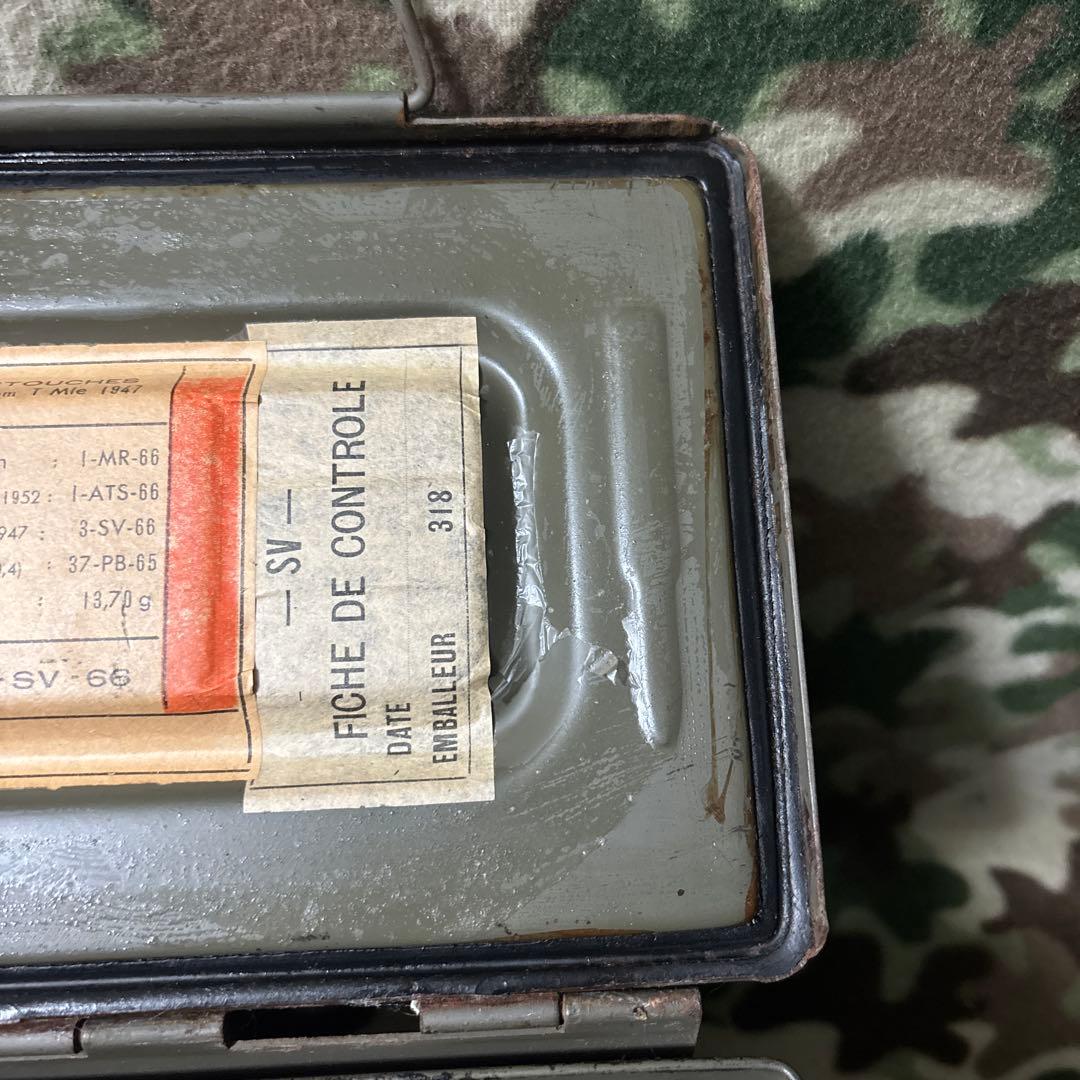 TOUCHES
T Mle 1947
: 1-MR-66
1952 : 1-ATS-66
947 : 3-SV-66
,4) : 37-PB-65
: 13,70 g
-SV-66
— SV —
FICHE DE CONTROLE
DATE
EMBALLEUR 318